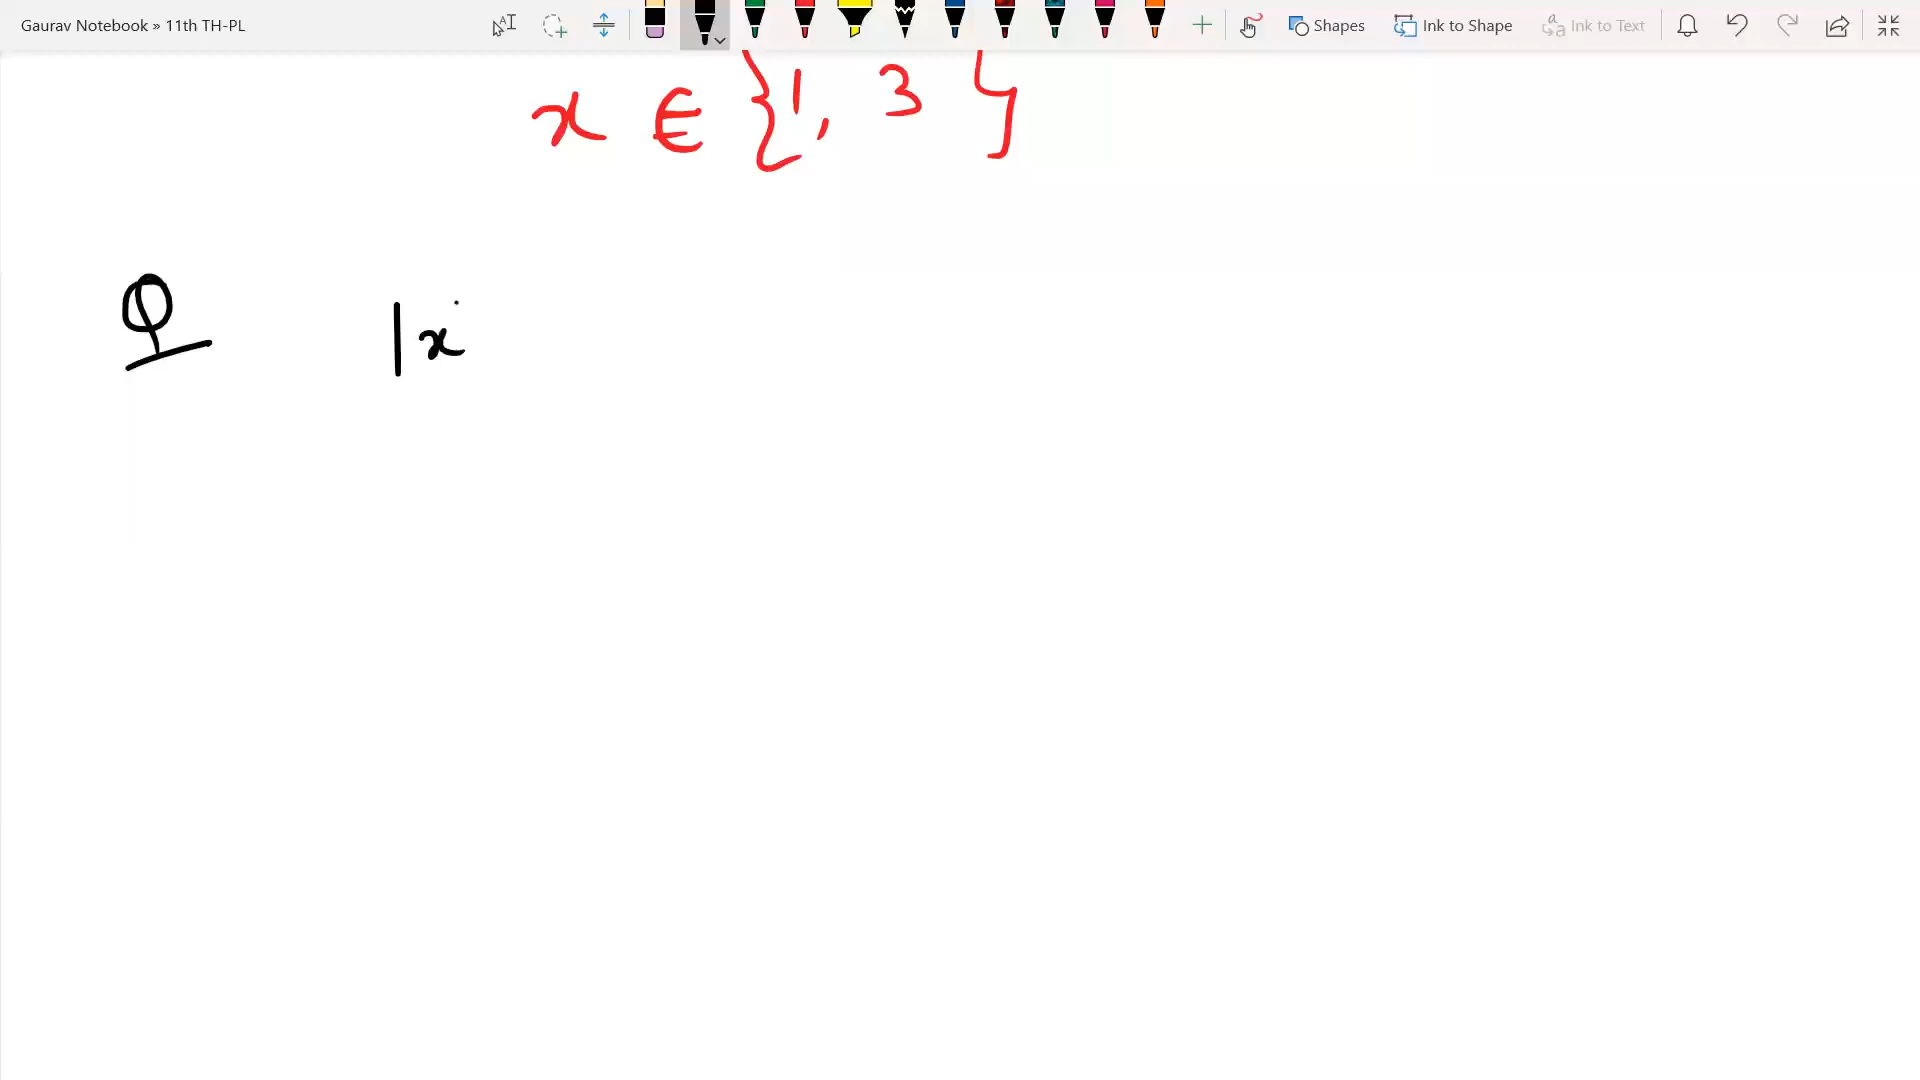 Gaurav Notebook » 11th TH-PL Shapes Ink to Shape Ink to Text
x ∈ {1, 3}
Q |x